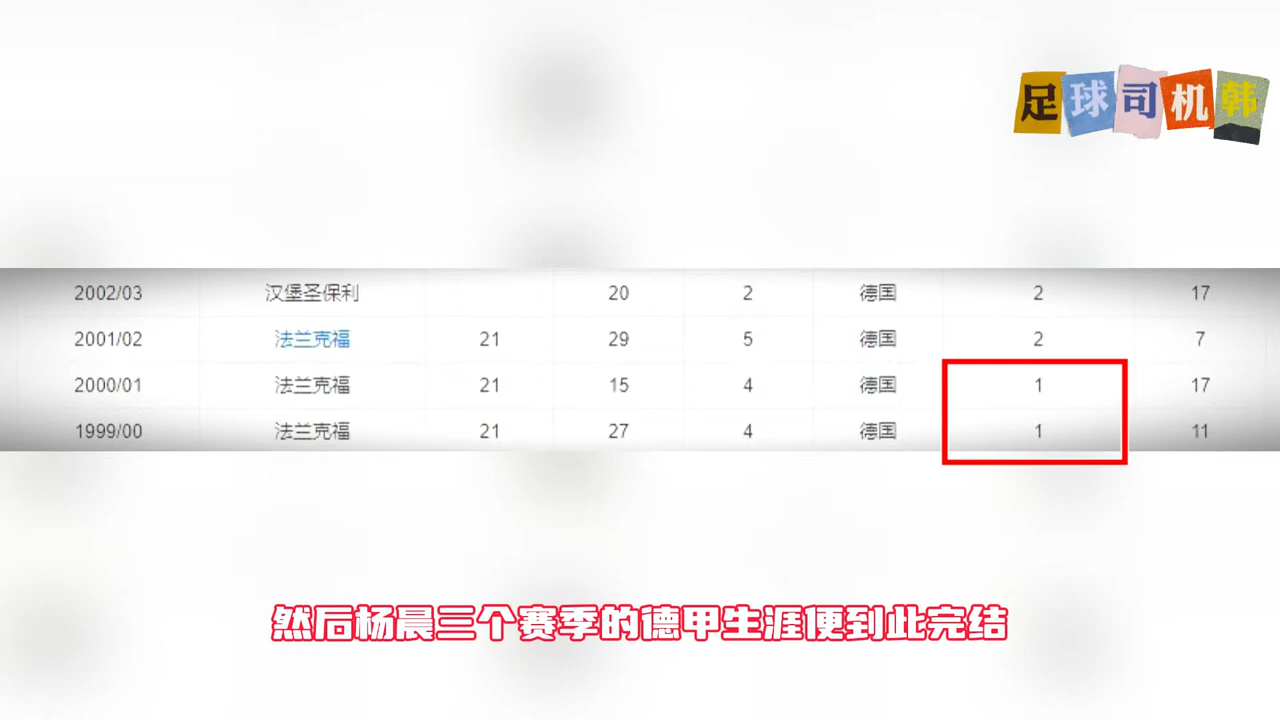 足球司机韩
2002/03 汉堡圣保利 20 2 德国 2 17
2001/02 法兰克福 21 29 5 德国 2 7
2000/01 法兰克福 21 15 4 德国 1 17
1999/00 法兰克福 21 27 4 德国 1 11
然后杨晨三个赛季的德甲生涯便到此完结